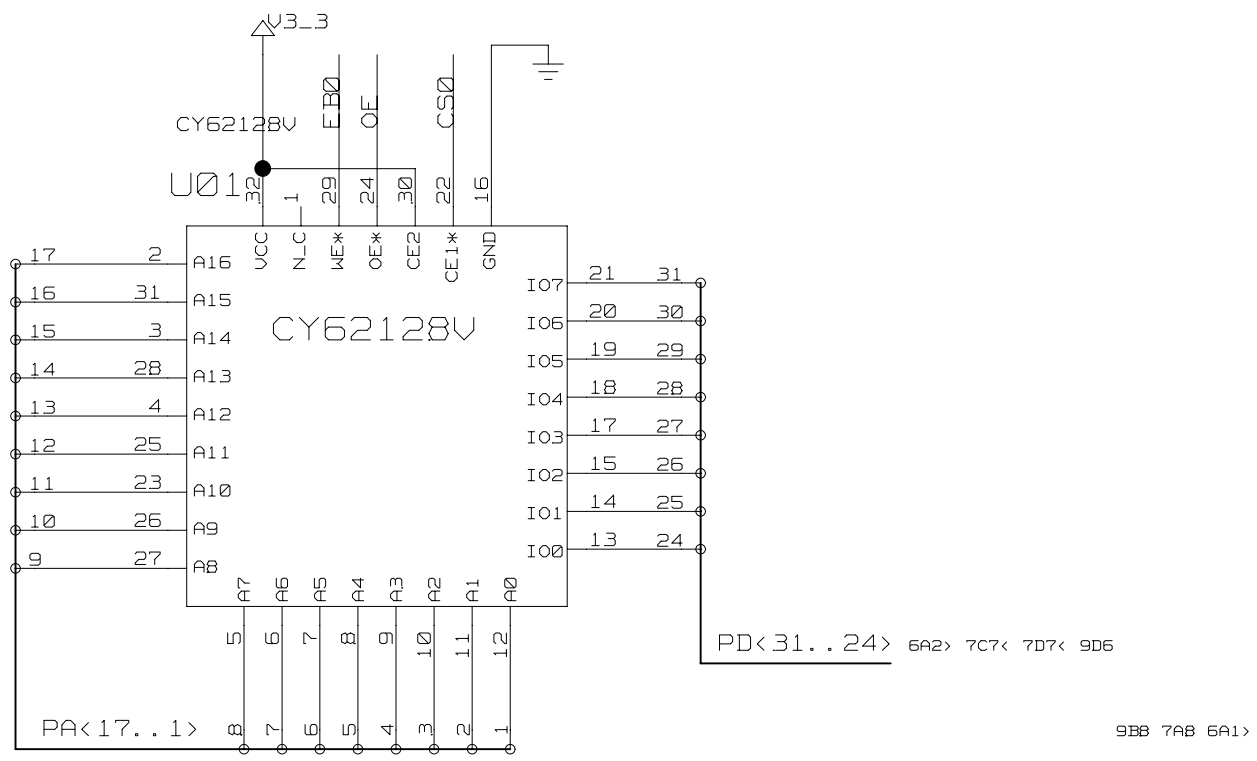 V3_3
EB0
OE
CS0
CY62128V
U01
32 1 29 24 30 22 16
VCC N_C WE* OE* CE2 CE1* GND
17 2 A16
16 31 A15
15 3 A14
14 28 A13
13 4 A12
12 25 A11
11 23 A10
10 26 A9
9 27 A8
CY62128V
IO7 21 31
IO6 20 30
IO5 19 29
IO4 18 28
IO3 17 27
IO2 15 26
IO1 14 25
IO0 13 24
A7 A6 A5 A4 A3 A2 A1 A0
5 6 7 8 9 10 11 12
8 7 6 5 4 3 2 1
PD<31..24> 6A2> 7C7< 7D7< 9D6
PA<17..1>
9B8 7A8 6A1>